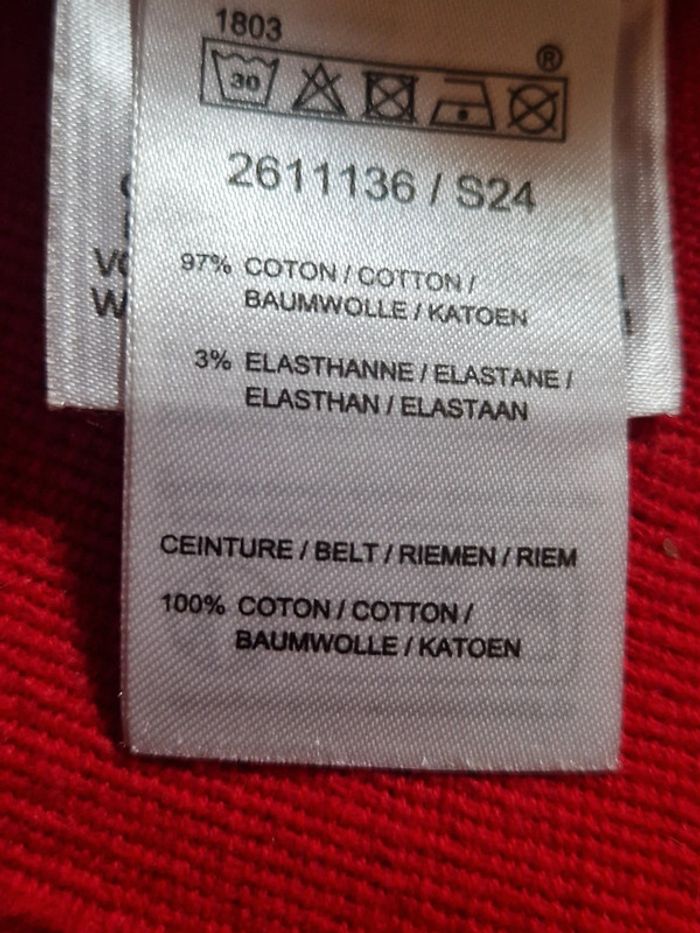 1803
®
30
2611136 / S24
97% COTON / COTTON /
BAUMWOLLE / KATOEN
3% ELASTHANNE / ELASTANE /
ELASTHAN / ELASTAAN
CEINTURE / BELT / RIEMEN / RIEM
100% COTON / COTTON /
BAUMWOLLE / KATOEN